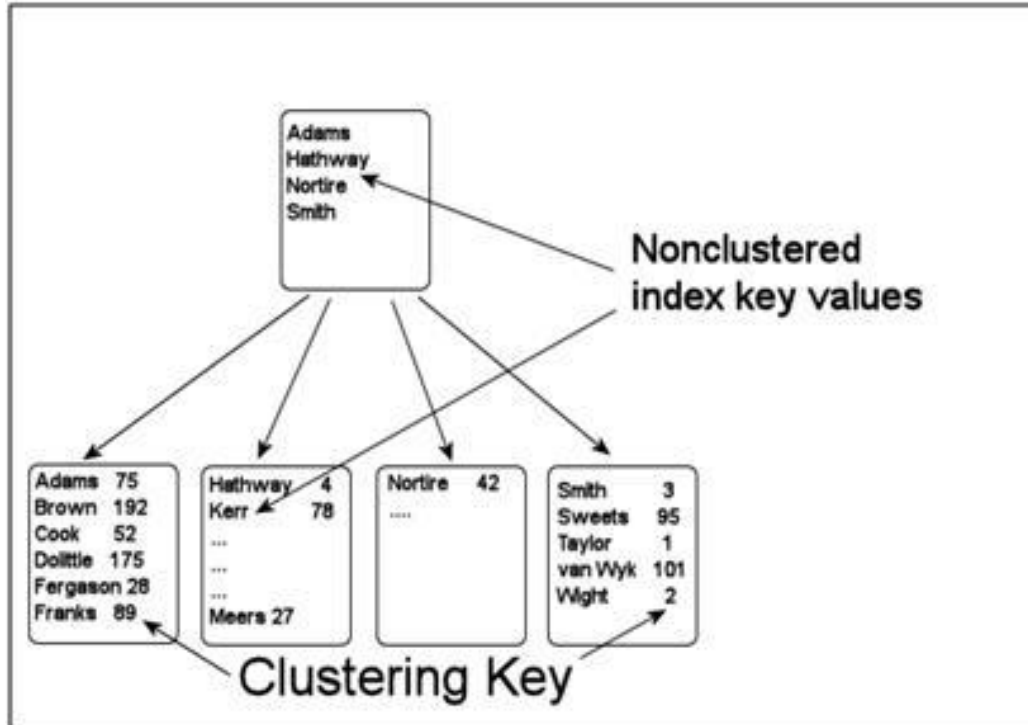 Adams
Hathway
Nortire
Smith
Nonclustered
index key values
Adams 75
Brown 192
Cook 52
Dolittle 175
Fergason 28
Franks 89
Hathway 4
Kerr 78
...
...
...
Meers 27
Nortire 42
....
Smith 3
Sweets 95
Taylor 1
van Wyk 101
Wight 2
Clustering Key